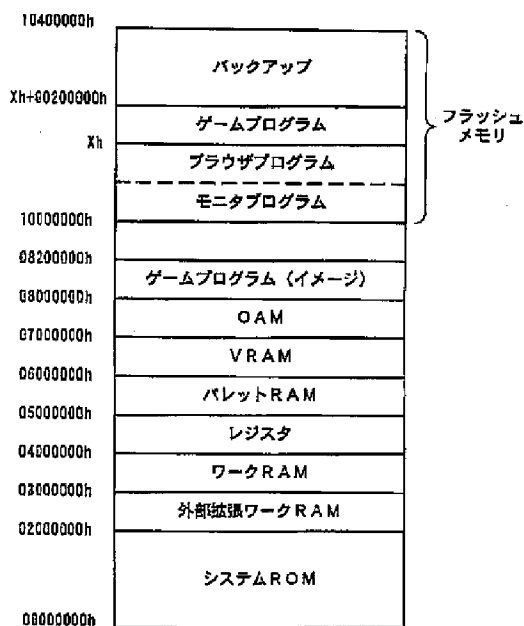 10400000h
バックアップ
Xh+00200000h
ゲームプログラム
Xh
ブラウザプログラム
モニタプログラム
10000000h
フラッシュ
メモリ
08200000h
ゲームプログラム（イメージ）
08000000h
OAM
07000000h
VRAM
06000000h
パレットRAM
05000000h
レジスタ
04000000h
ワークRAM
03000000h
外部拡張ワークRAM
02000000h
システムROM
00000000h